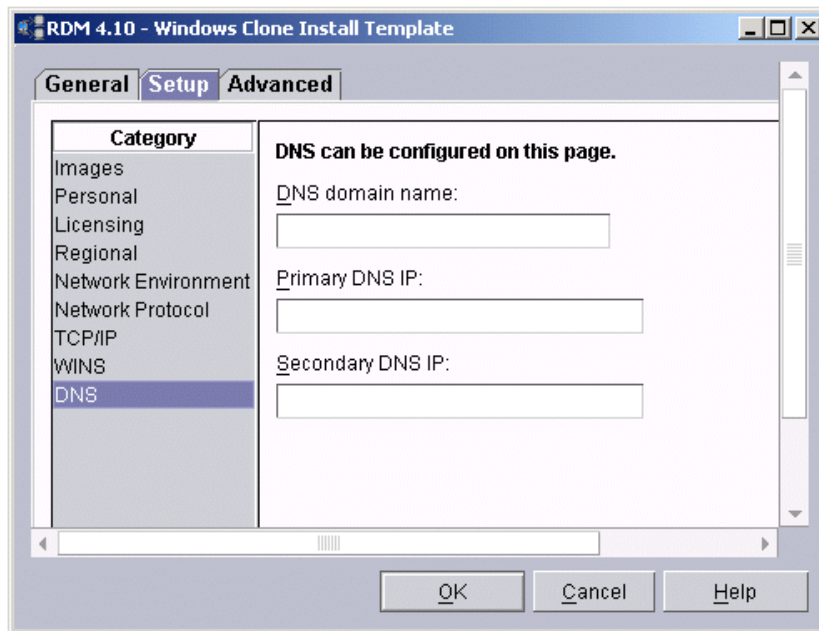 RDM 4.10 - Windows Clone Install Template
General Setup Advanced
Category
Images
Personal
Licensing
Regional
Network Environment
Network Protocol
TCP/IP
WINS
DNS
DNS can be configured on this page.
DNS domain name:
Primary DNS IP:
Secondary DNS IP:
OK Cancel Help